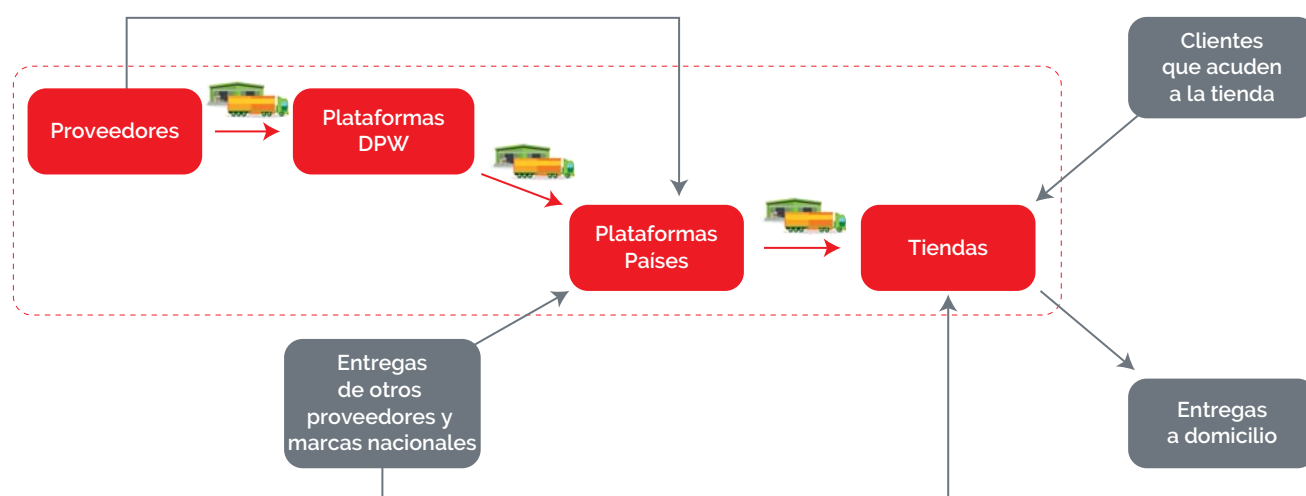 Clientes
que acuden
a la tienda
Proveedores
Plataformas
DPW
Plataformas
Países
Tiendas
Entregas
de otros
proveedores y
marcas nacionales
Entregas
a domicilio